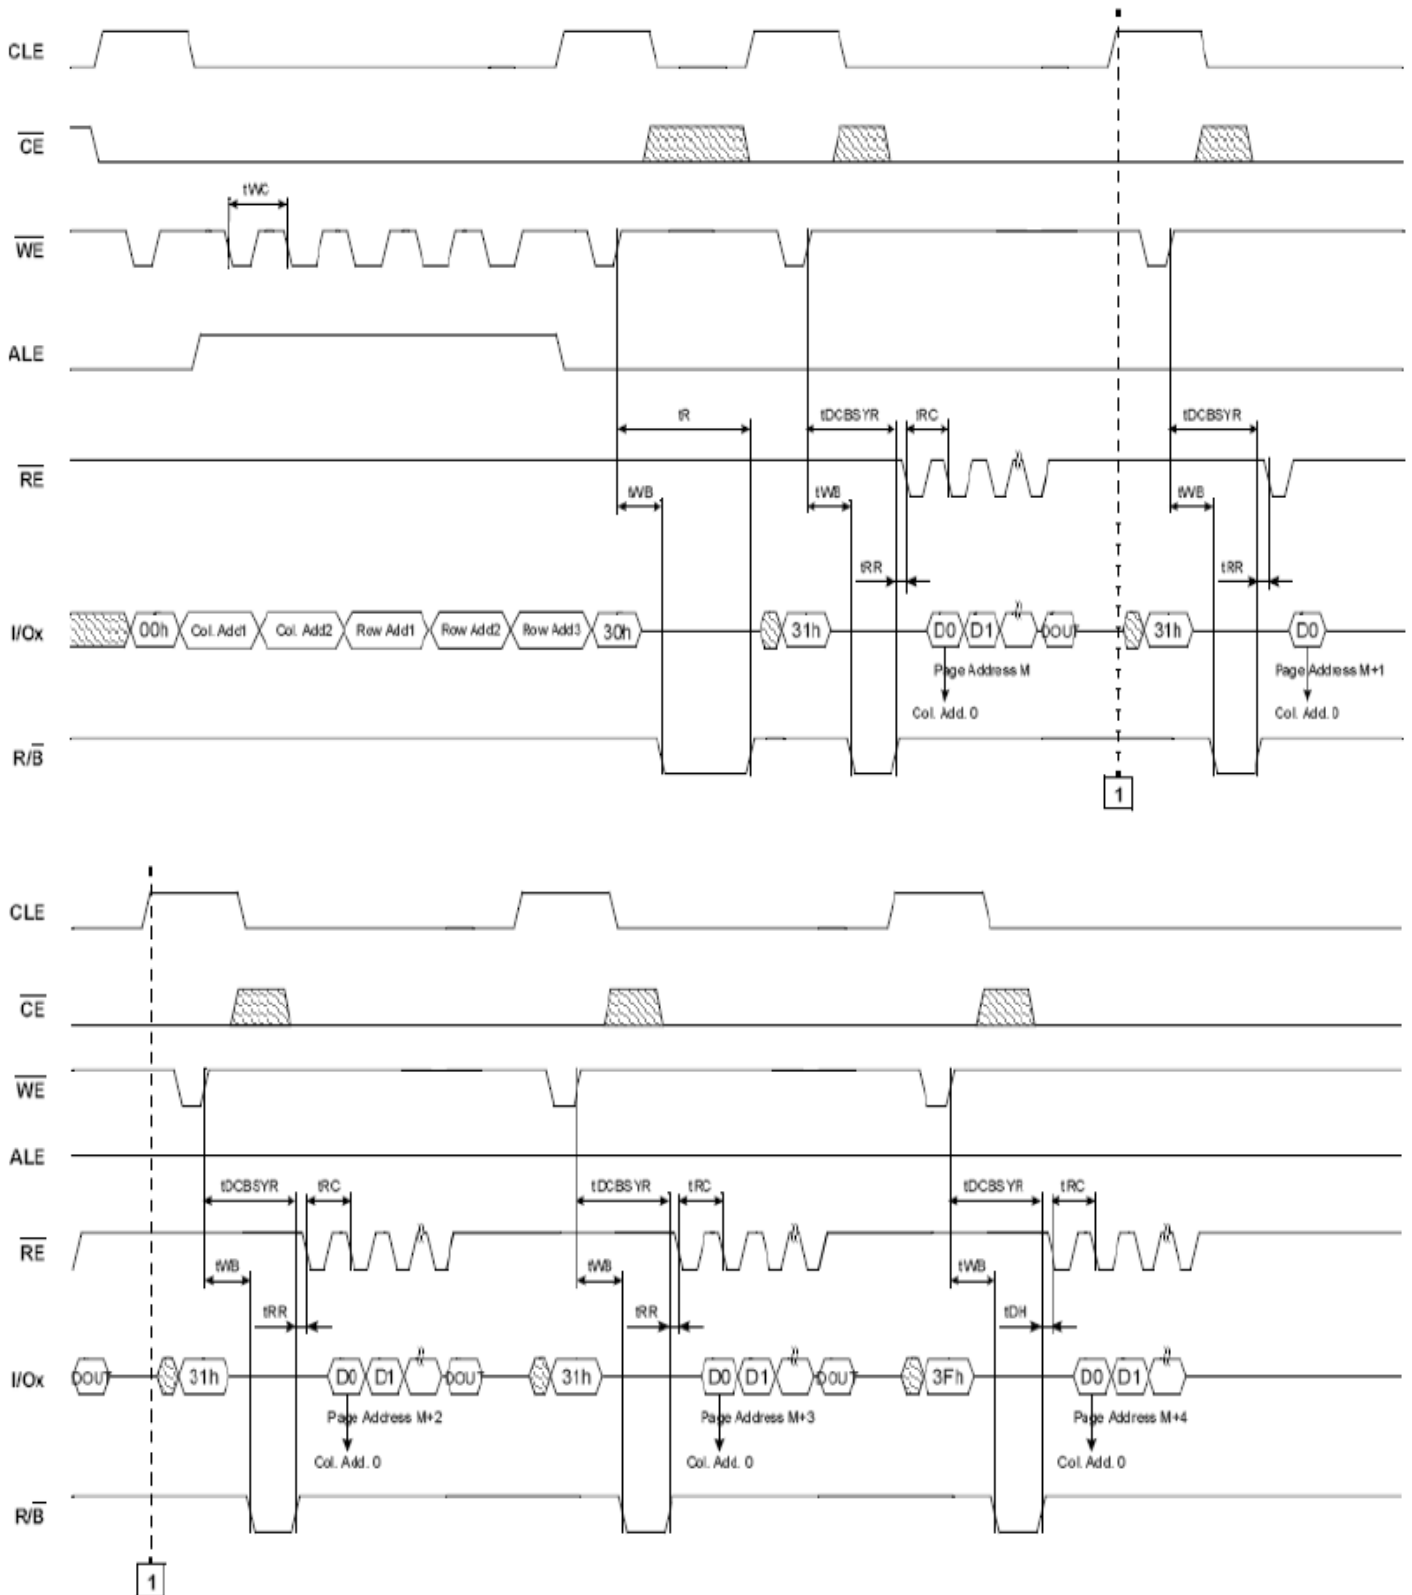 CLE
CE
tWC
WE
ALE
tR tDCBSYR tRC tDCBSYR
RE
tWB tWB tWB
tRR tRR
I/Ox 00h Col. Add1 Col. Add2 Row Add1 Row Add2 Row Add3 30h 31h D0 D1 DOUT 31h D0
Page Address M Page Address M+1
Col. Add. 0 Col. Add. 0
R/B
1
CLE
CE
WE
ALE
tDCBSYR tRC tDCBSYR tRC tDCBSYR tRC
RE
tWB tWB tWB
tRR tRR tDH
I/Ox DOUT 31h D0 D1 DOUT 31h D0 D1 DOUT 3Fh D0 D1
Page Address M+2 Page Address M+3 Page Address M+4
Col. Add. 0 Col. Add. 0 Col. Add. 0
R/B
1